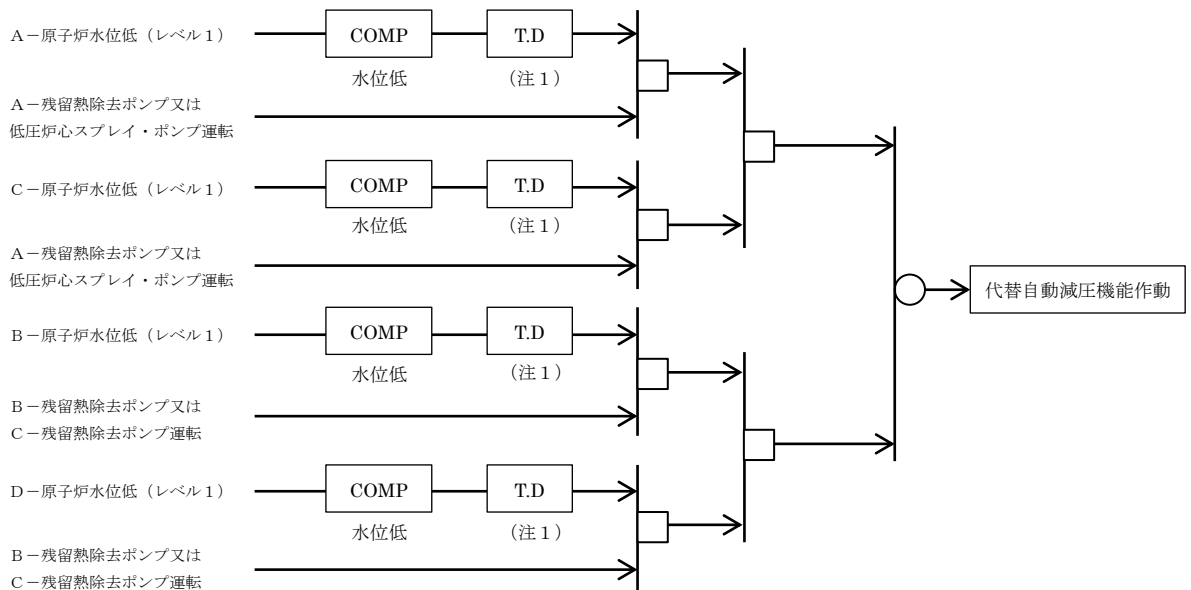 A－原子炉水位低（レベル１）
COMP
T.D
水位低
（注１）
A－残留熱除去ポンプ又は
低圧炉心スプレイ・ポンプ運転
C－原子炉水位低（レベル１）
COMP
T.D
水位低
（注１）
A－残留熱除去ポンプ又は
低圧炉心スプレイ・ポンプ運転
代替自動減圧機能作動
B－原子炉水位低（レベル１）
COMP
T.D
水位低
（注１）
B－残留熱除去ポンプ又は
C－残留熱除去ポンプ運転
D－原子炉水位低（レベル１）
COMP
T.D
水位低
（注１）
B－残留熱除去ポンプ又は
C－残留熱除去ポンプ運転